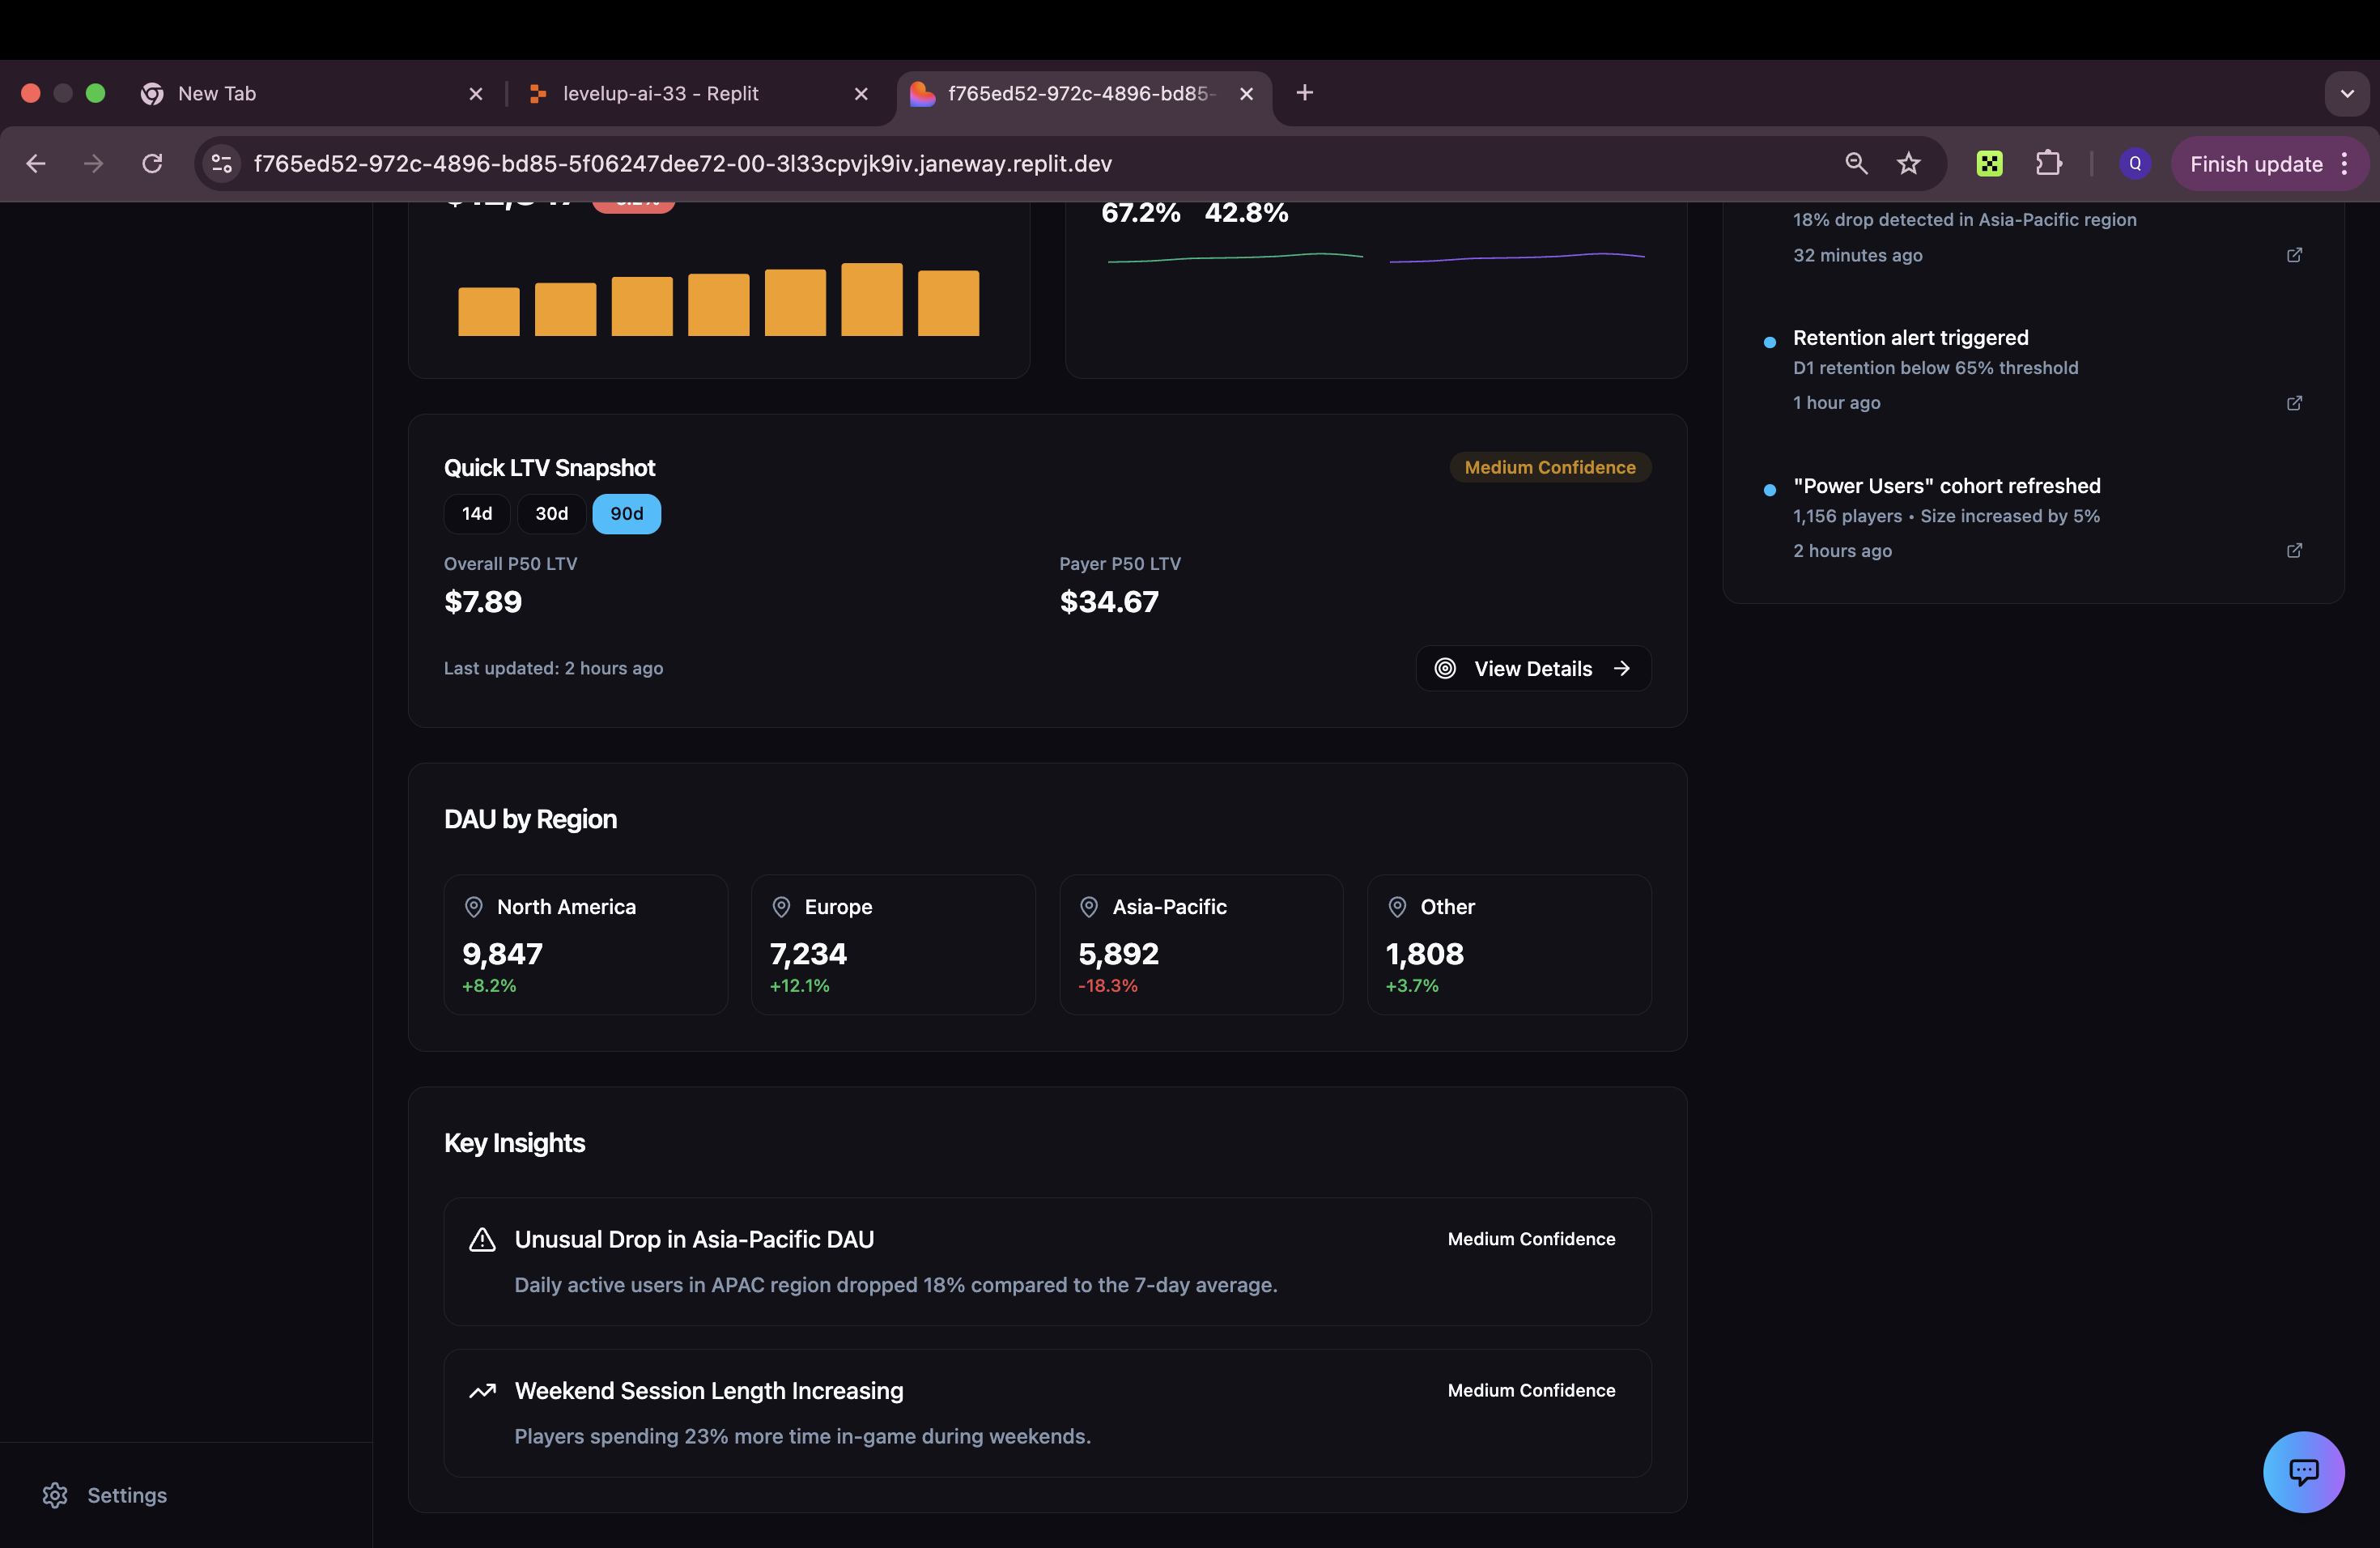 New Tab
levelup-ai-33 - Replit
f765ed52-972c-4896-bd85-
f765ed52-972c-4896-bd85-5f06247dee72-00-3l33cpvjk9iv.janeway.replit.dev
Q
Finish update
67.2% 42.8%
18% drop detected in Asia-Pacific region
32 minutes ago
Retention alert triggered
D1 retention below 65% threshold
1 hour ago
"Power Users" cohort refreshed
1,156 players • Size increased by 5%
2 hours ago
Quick LTV Snapshot
Medium Confidence
14d 30d 90d
Overall P50 LTV
$7.89
Payer P50 LTV
$34.67
Last updated: 2 hours ago
View Details
DAU by Region
North America
9,847
+8.2%
Europe
7,234
+12.1%
Asia-Pacific
5,892
-18.3%
Other
1,808
+3.7%
Key Insights
Unusual Drop in Asia-Pacific DAU
Medium Confidence
Daily active users in APAC region dropped 18% compared to the 7-day average.
Weekend Session Length Increasing
Medium Confidence
Players spending 23% more time in-game during weekends.
Settings